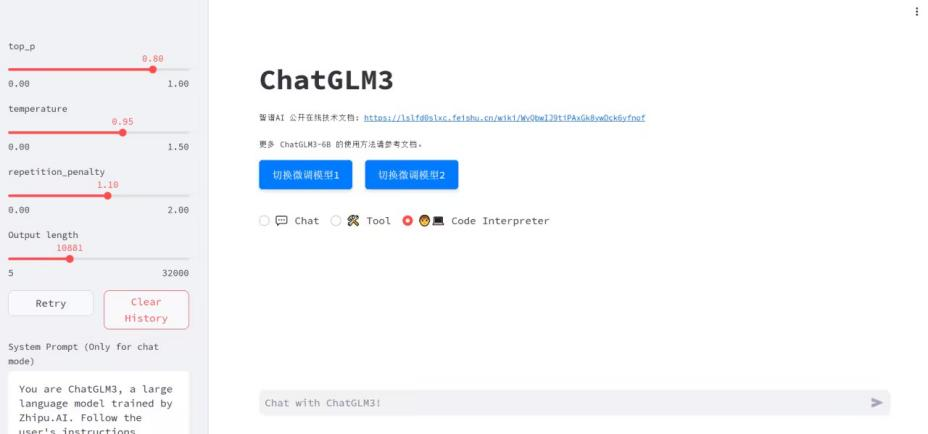 top_p
0.80
0.00 1.00
temperature
0.95
0.00 1.50
repetition_penalty
1.10
0.00 2.00
Output length
10881
5 32000
Retry
Clear
History
System Prompt (Only for chat
mode)
You are ChatGLM3, a large
language model trained by
Zhipu.AI. Follow the
user's instructions
ChatGLM3
智谱AI 公开在线技术文档: https://lslfd0slxc.feishu.cn/wiki/WvQbwIJ9tiPAxGk8ywDck6yfnof
更多 ChatGLM3-6B 的使用方法请参考文档。
切换微调模型1 切换微调模型2
Chat Tool Code Interpreter
Chat with ChatGLM3!